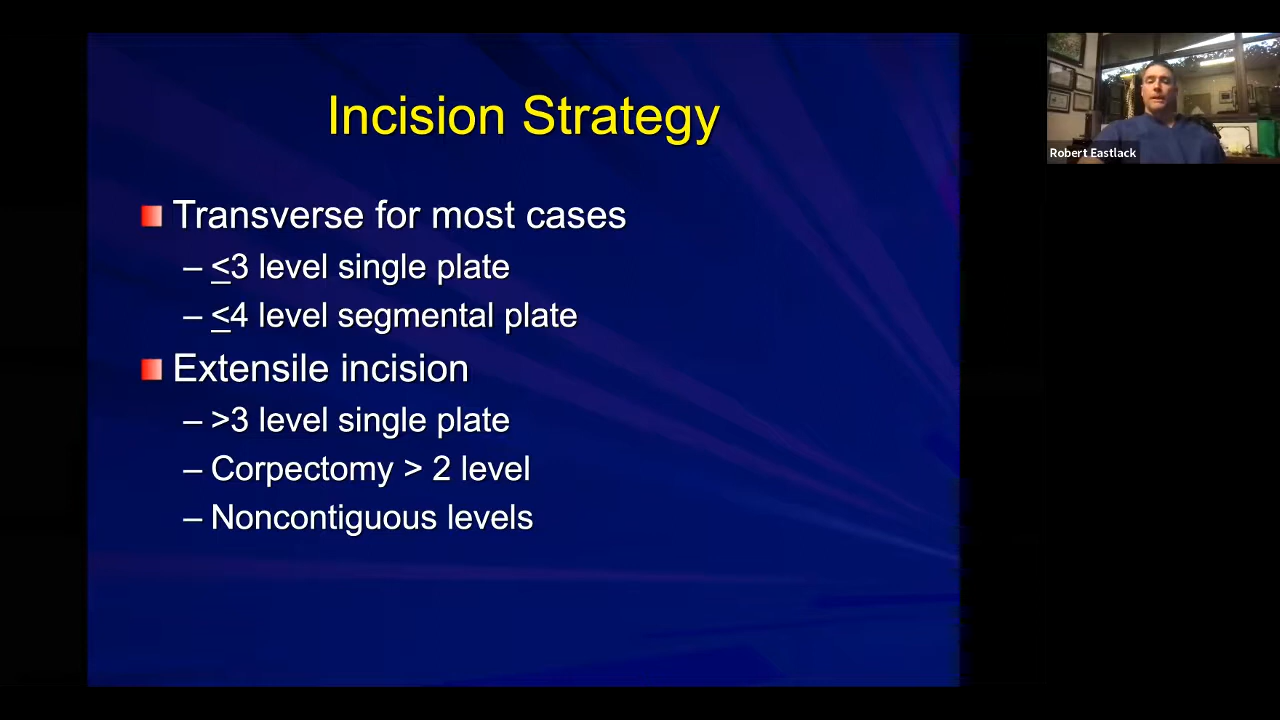 Incision Strategy
Transverse for most cases
– <3 level single plate
– <4 level segmental plate
Extensile incision
– >3 level single plate
– Corpectomy > 2 level
– Noncontiguous levels
Robert Eastlack